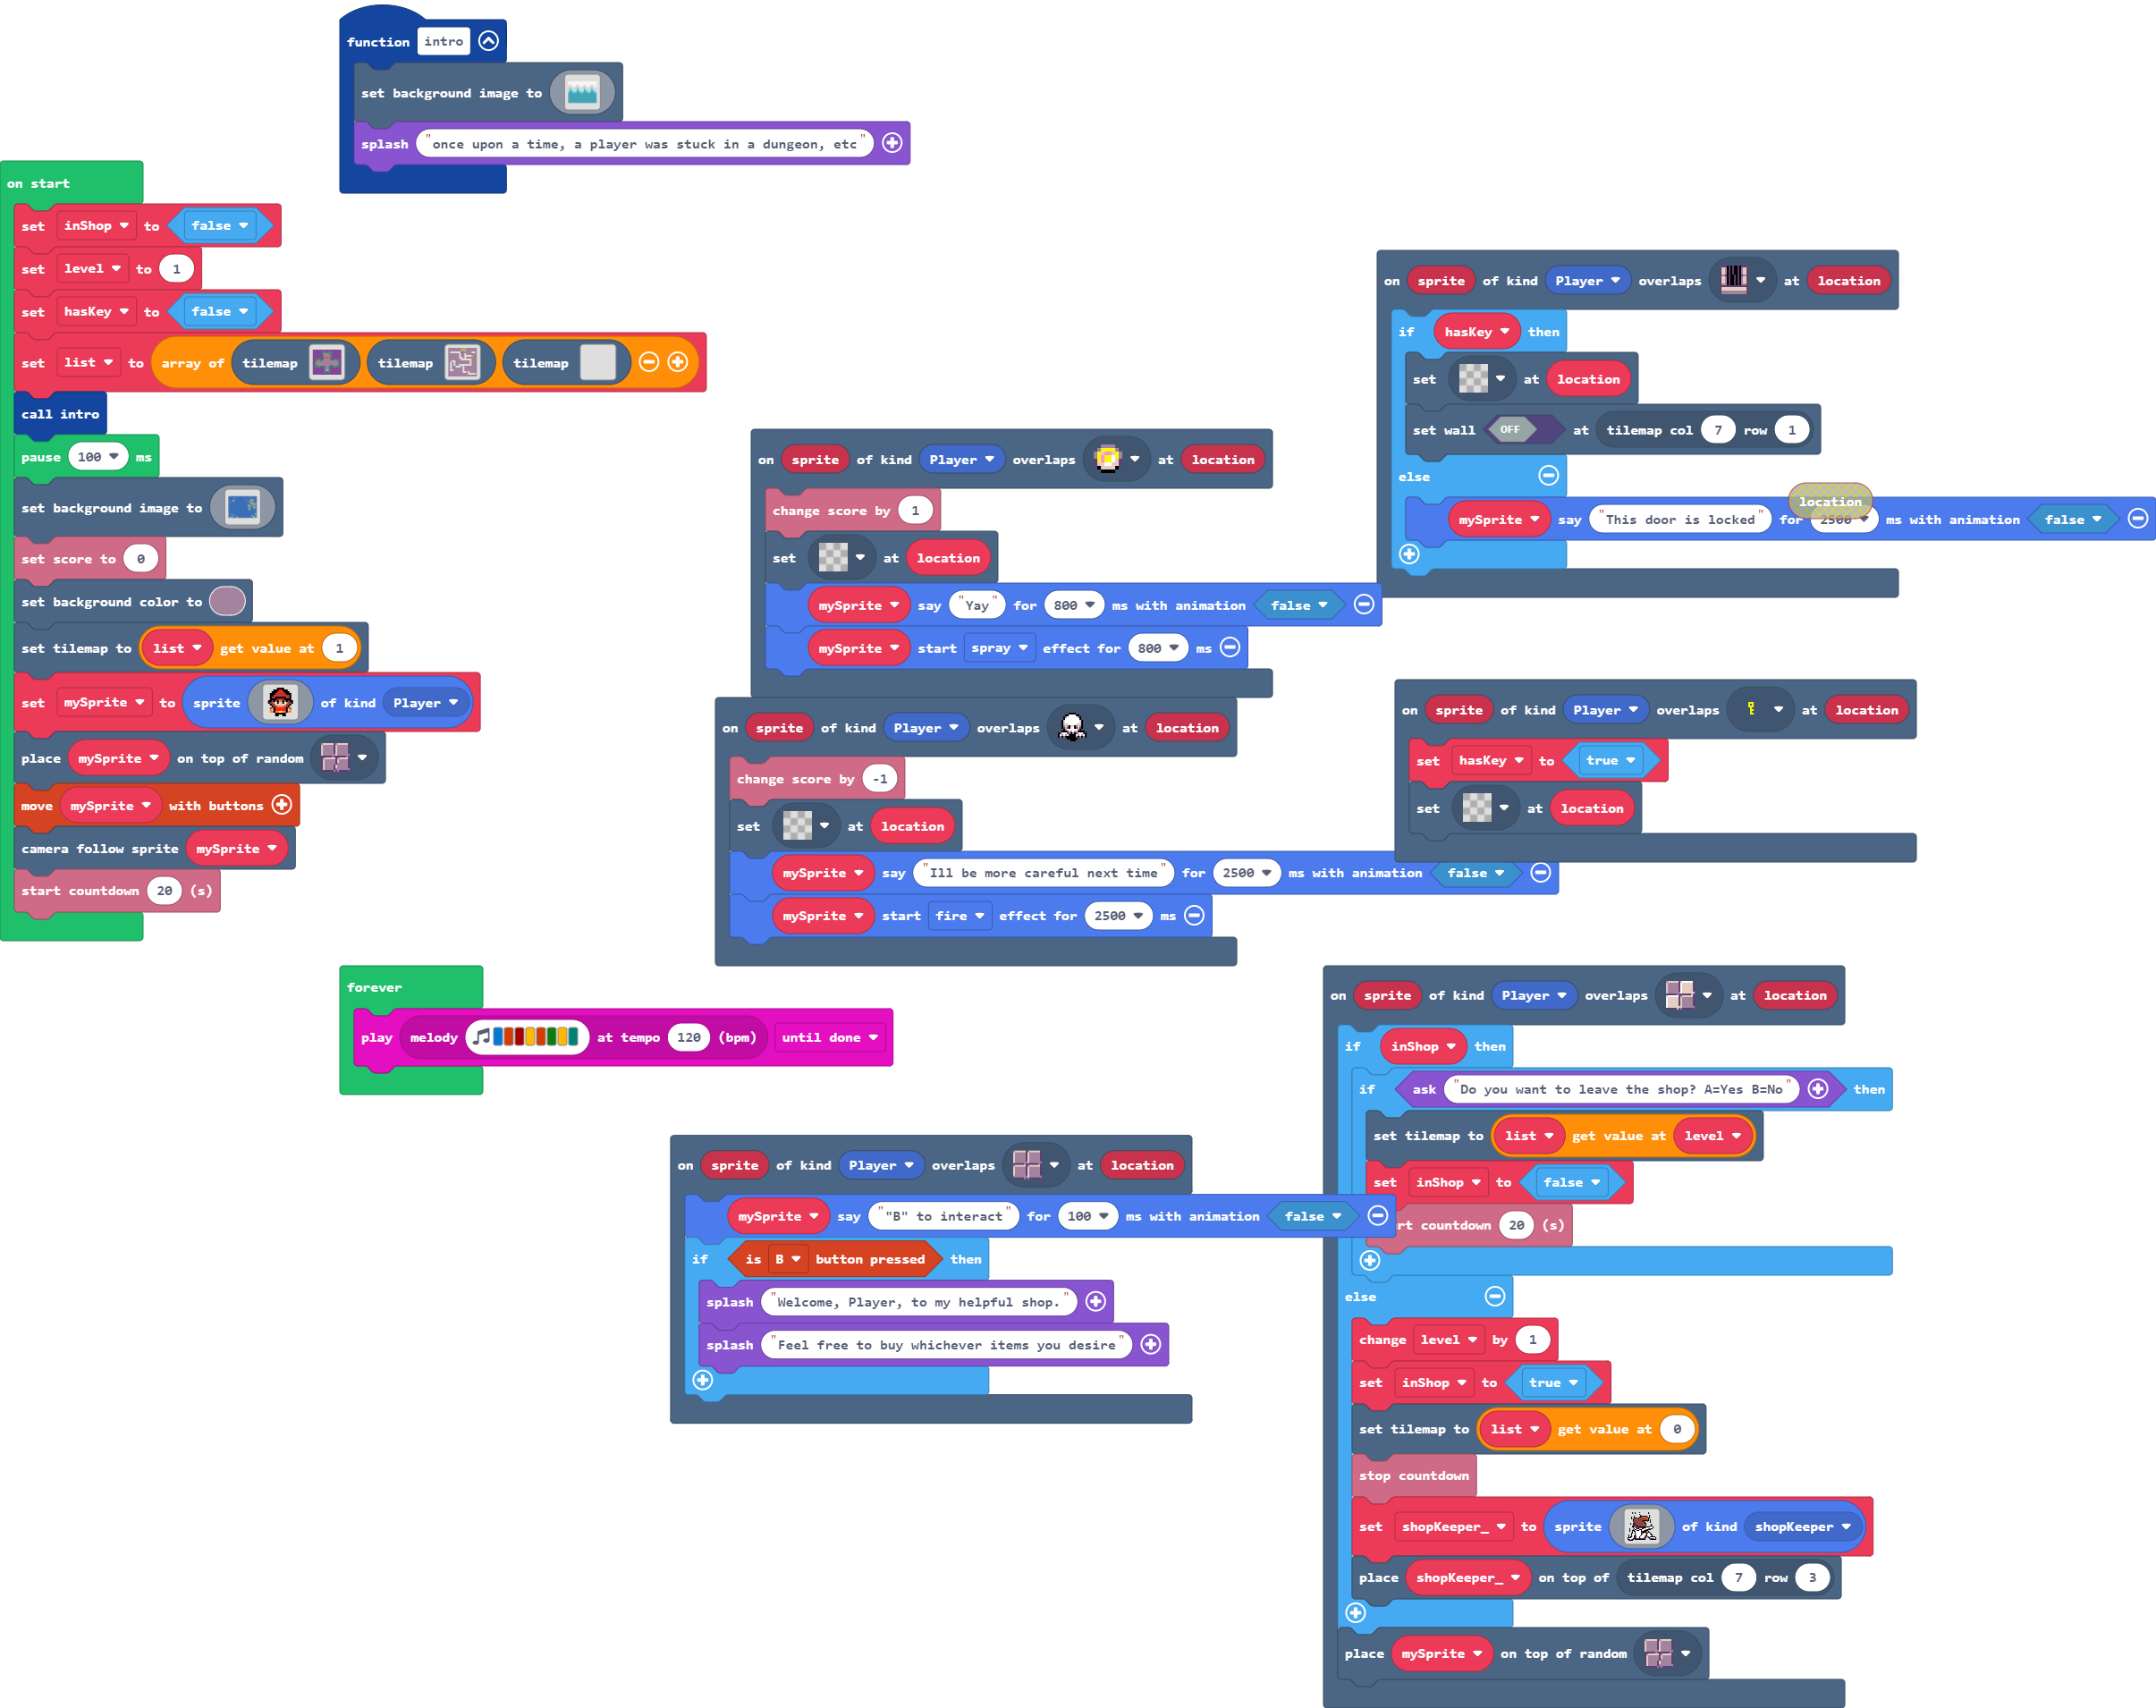 function intro
set background image to
splash "once upon a time, a player was stuck in a dungeon, etc"
on start
set inShop to false
set level to 1
set hasKey to false
set list to array of tilemap tilemap tilemap
call intro
pause 100 ms
set background image to
set score to 0
set background color to
set tilemap to list get value at 1
set mySprite to sprite of kind Player
place mySprite on top of random
move mySprite with buttons
camera follow sprite mySprite
start countdown 20 (s)
on sprite of kind Player overlaps at location
if hasKey then
set at location
set wall OFF at tilemap col 7 row 1
else
location
mySprite say "This door is locked" for 2500 ms with animation false
on sprite of kind Player overlaps at location
change score by 1
set at location
mySprite say "Yay" for 800 ms with animation false
mySprite start spray effect for 800 ms
on sprite of kind Player overlaps at location
change score by -1
set at location
mySprite say "Ill be more careful next time" for 2500 ms with animation false
mySprite start fire effect for 2500 ms
on sprite of kind Player overlaps at location
set hasKey to true
set at location
forever
play melody at tempo 120 (bpm) until done
on sprite of kind Player overlaps at location
mySprite say ""B" to interact" for 100 ms with animation false
if is B button pressed then
splash "Welcome, Player, to my helpful shop."
splash "Feel free to buy whichever items you desire"
on sprite of kind Player overlaps at location
if inShop then
if ask "Do you want to leave the shop? A=Yes B=No" then
set tilemap to list get value at level
set inShop to false
rt countdown 20 (s)
else
change level by 1
set inShop to true
set tilemap to list get value at 0
stop countdown
set shopKeeper_ to sprite of kind shopKeeper
place shopKeeper_ on top of tilemap col 7 row 3
place mySprite on top of random